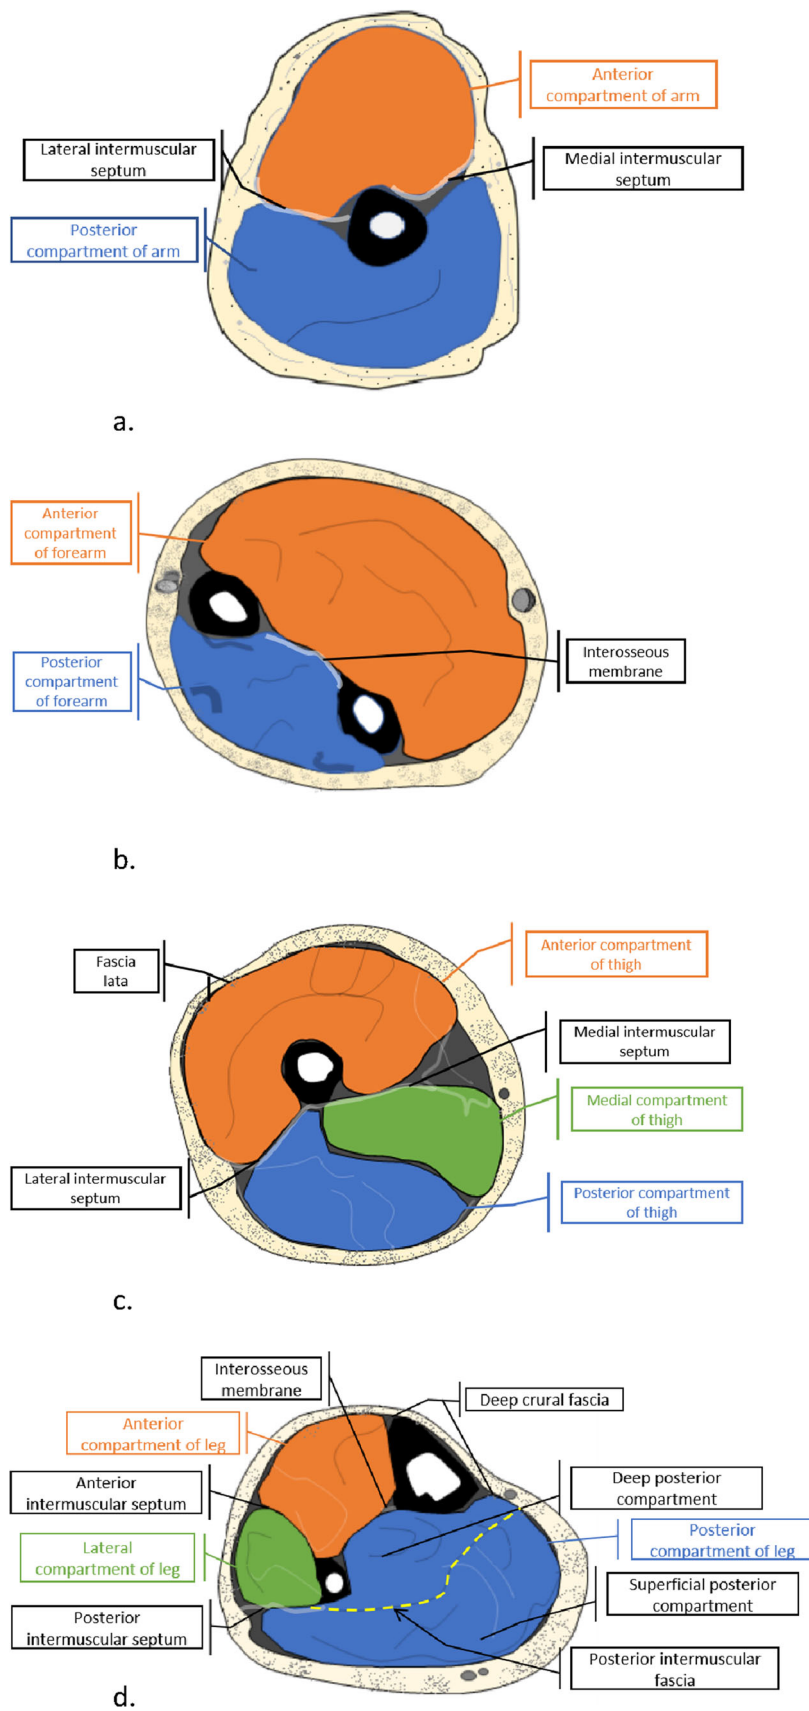 Anterior
compartment of arm
Lateral intermuscular
septum
Medial intermuscular
septum
Posterior
compartment of arm
a.
Anterior
compartment
of forearm
Posterior
compartment
of forearm
Interosseous
membrane
b.
Fascia
lata
Anterior compartment
of thigh
Medial intermuscular
septum
Medial compartment
of thigh
Lateral intermuscular
septum
Posterior compartment
of thigh
c.
Interosseous
membrane
Deep crural fascia
Anterior
compartment of leg
Anterior
intermuscular septum
Deep posterior
compartment
Lateral
compartment of leg
Posterior
compartment of leg
Superficial posterior
compartment
Posterior
intermuscular septum
Posterior intermuscular
fascia
d.